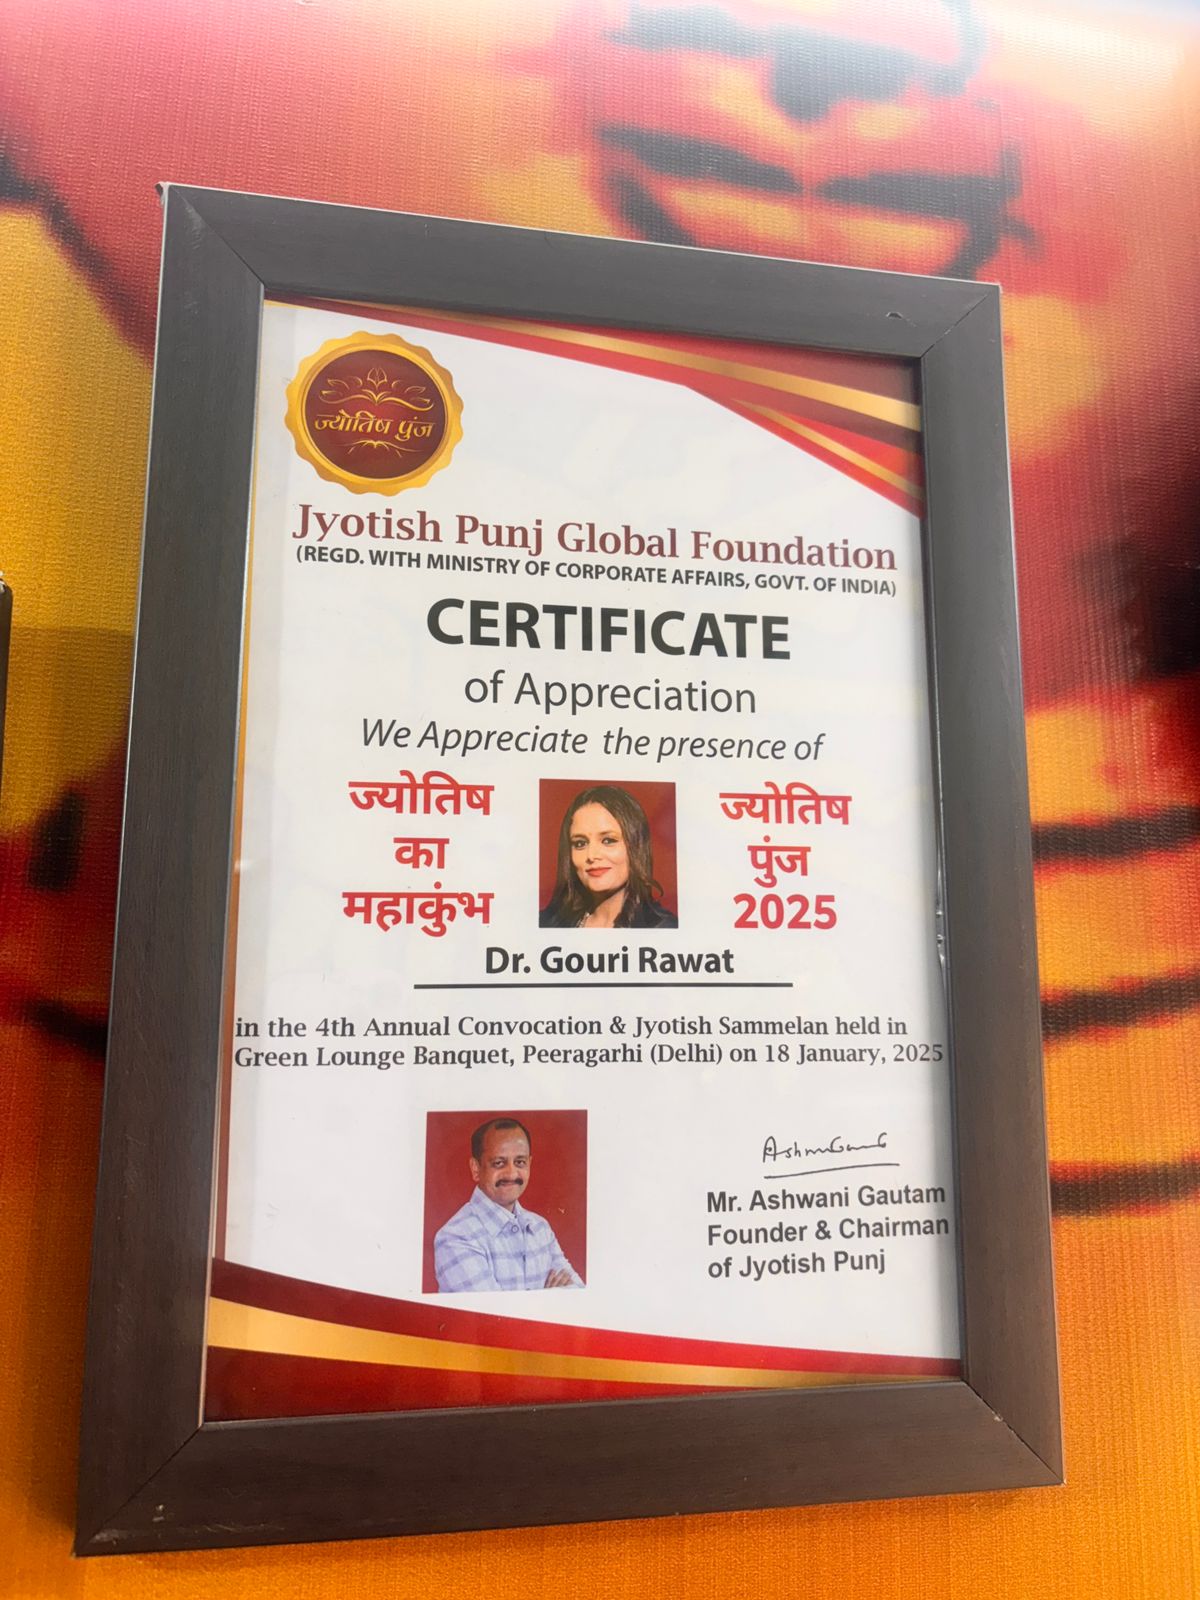 ज्योतिष पुंज
Jyotish Punj Global Foundation
(REGD. WITH MINISTRY OF CORPORATE AFFAIRS, GOVT. OF INDIA)
CERTIFICATE
of Appreciation
We Appreciate the presence of
ज्योतिष
का
महाकुंभ
ज्योतिष
पुंज
2025
Dr. Gouri Rawat
in the 4th Annual Convocation & Jyotish Sammelan held in
Green Lounge Banquet, Peeragarhi (Delhi) on 18 January, 2025
Mr. Ashwani Gautam
Founder & Chairman
of Jyotish Punj